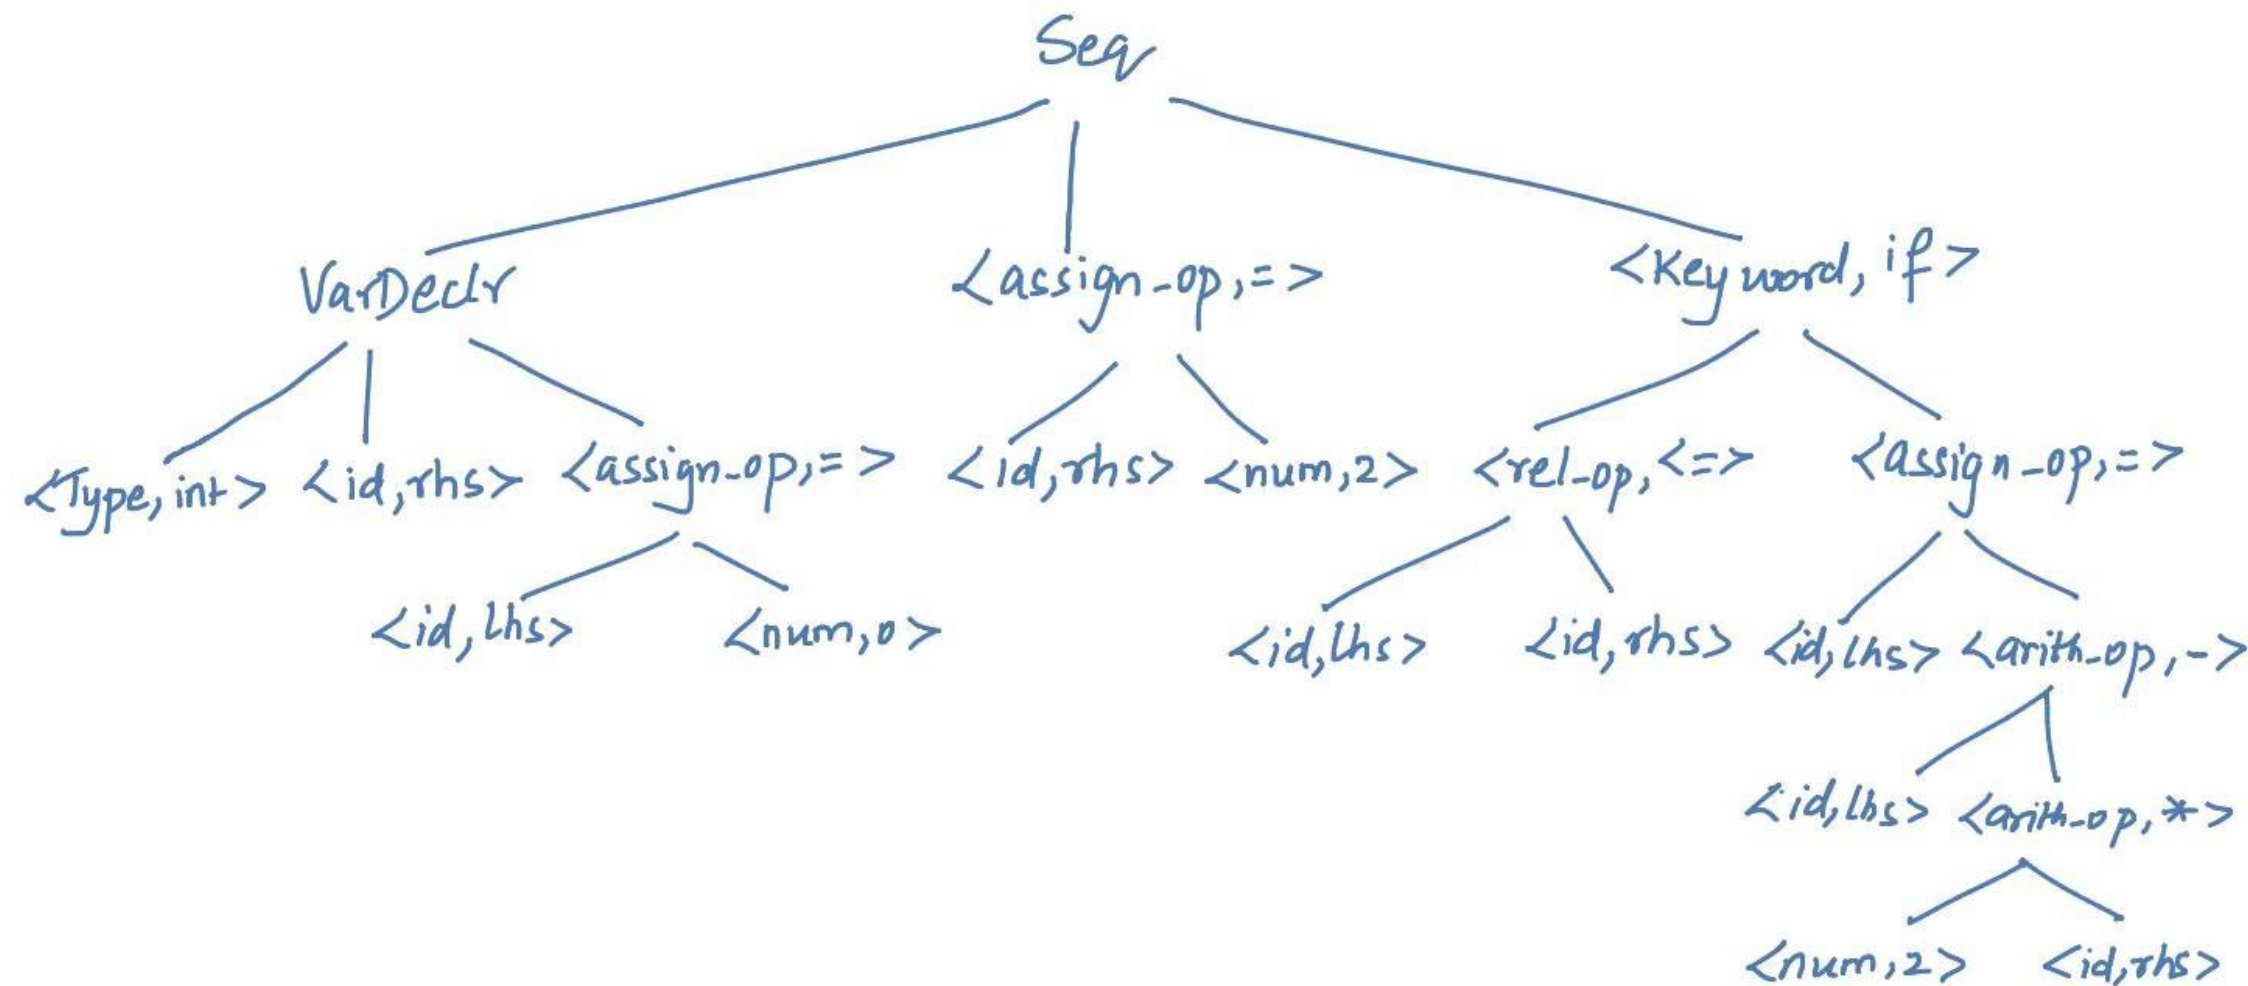 Seq
VarDeclr <assign-op,=> <Keyword, if>
<Type, int> <id,rhs> <assign-op,=> <id,rhs> <num,2> <rel-op,<=> <assign-op,=>
<id,lhs> <num,0> <id,lhs> <id,rhs> <id,lhs> <arith-op,->
<id,lhs> <arith-op,*>
<num,2> <id,rhs>